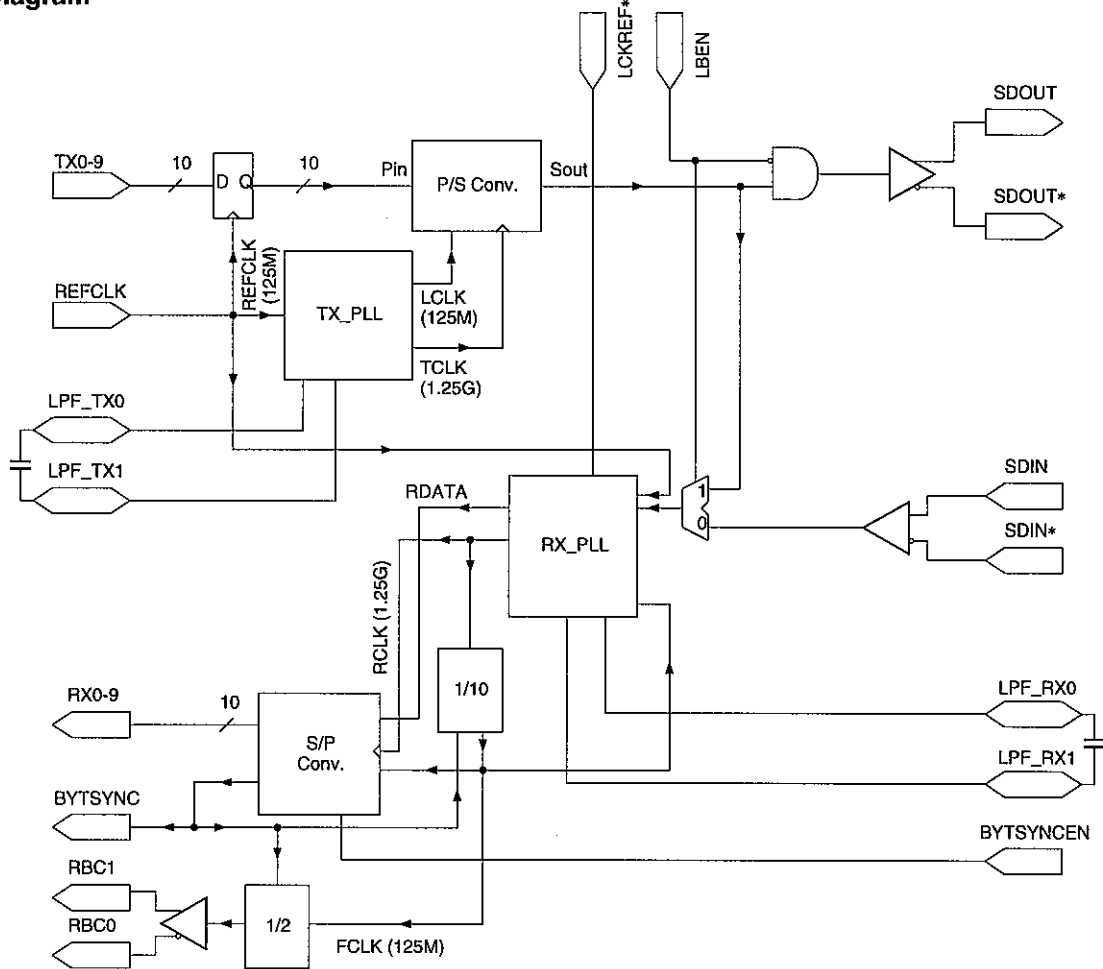 LCKREF*
LBEN
SDOUT
TX0-9
10
D Q
10
Pin
P/S Conv.
Sout
SDOUT*
REFCLK
REFCLK
(125M)
TX_PLL
LCLK
(125M)
TCLK
(1.25G)
LPF_TX0
LPF_TX1
RDATA
RX_PLL
1
0
SDIN
SDIN*
RCLK (1.25G)
1/10
RX0-9
10
S/P
Conv.
LPF_RX0
LPF_RX1
BYTSYNC
BYTSYNCEN
RBC1
RBC0
1/2
FCLK (125M)